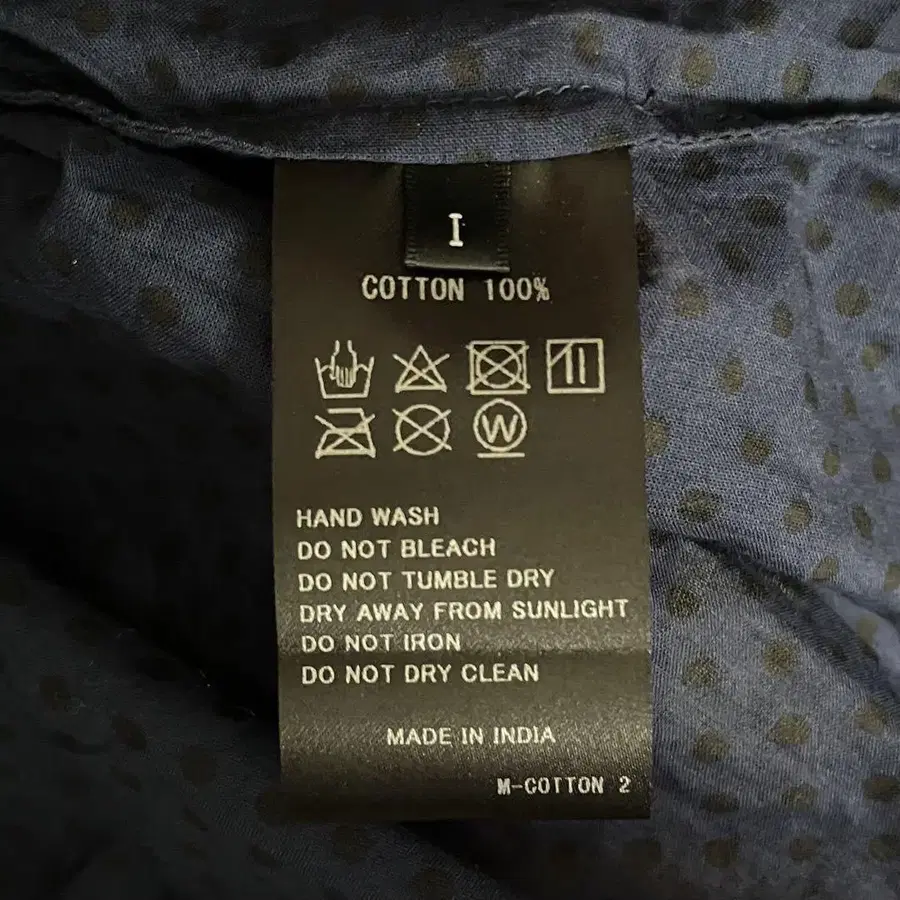 I
COTTON 100%
W
HAND WASH
DO NOT BLEACH
DO NOT TUMBLE DRY
DRY AWAY FROM SUNLIGHT
DO NOT IRON
DO NOT DRY CLEAN
MADE IN INDIA
M-COTTON 2